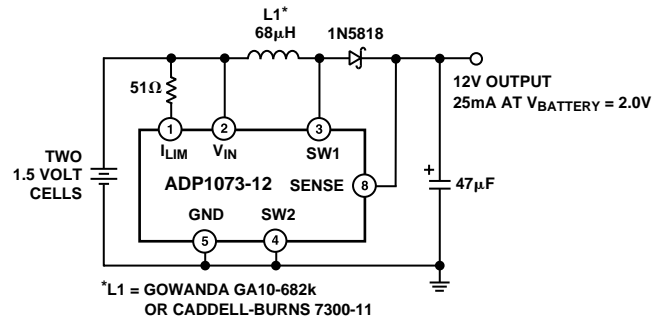 L1*
68μH
1N5818
51Ω
12V OUTPUT
25mA AT VBATTERY = 2.0V
1
2
3
ILIM
VIN
SW1
TWO
1.5 VOLT
CELLS
ADP1073-12
SENSE
8
+
47μF
GND
SW2
5
4
*L1 = GOWANDA GA10-682k
OR CADDELL-BURNS 7300-11